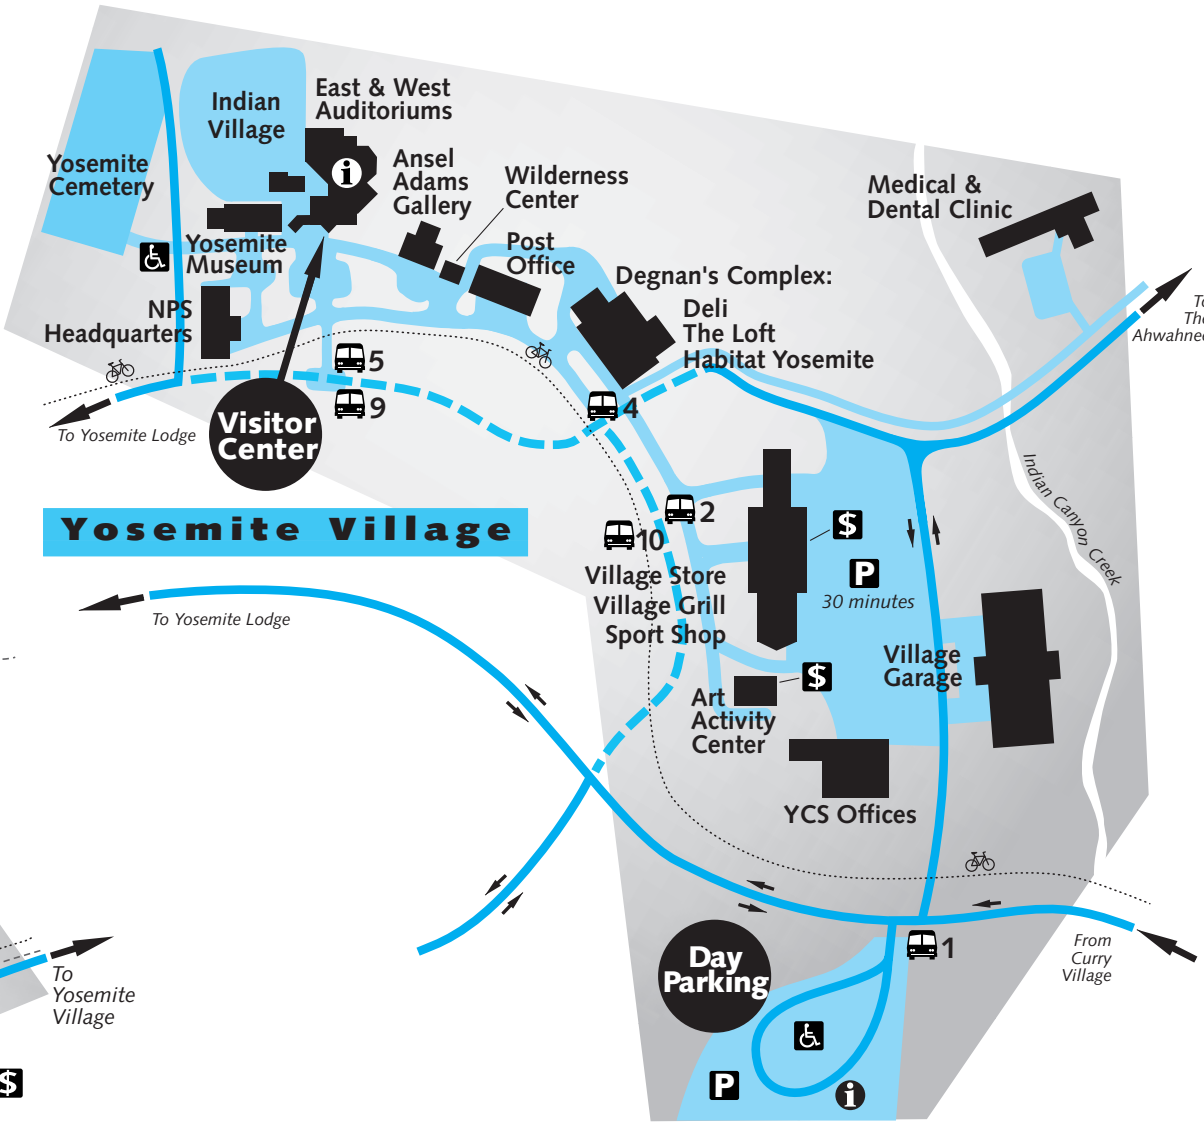 East & West
Auditoriums
Indian
Village
Yosemite
Cemetery
Ansel
Adams
Gallery
Wilderness
Center
Medical &
Dental Clinic
Yosemite
Museum
Post
Office
Degnan's Complex:
Deli
The Loft
Habitat Yosemite
NPS
Headquarters
To
The
Ahwahnee
5
9
4
To Yosemite Lodge
Visitor
Center
Indian Canyon Creek
Yosemite Village
2
10
$
P
30 minutes
Village Store
Village Grill
Sport Shop
To Yosemite Lodge
Village
Garage
$
Art
Activity
Center
YCS Offices
1
From
Curry
Village
Day
Parking
To
Yosemite
Village
P
i
i
$